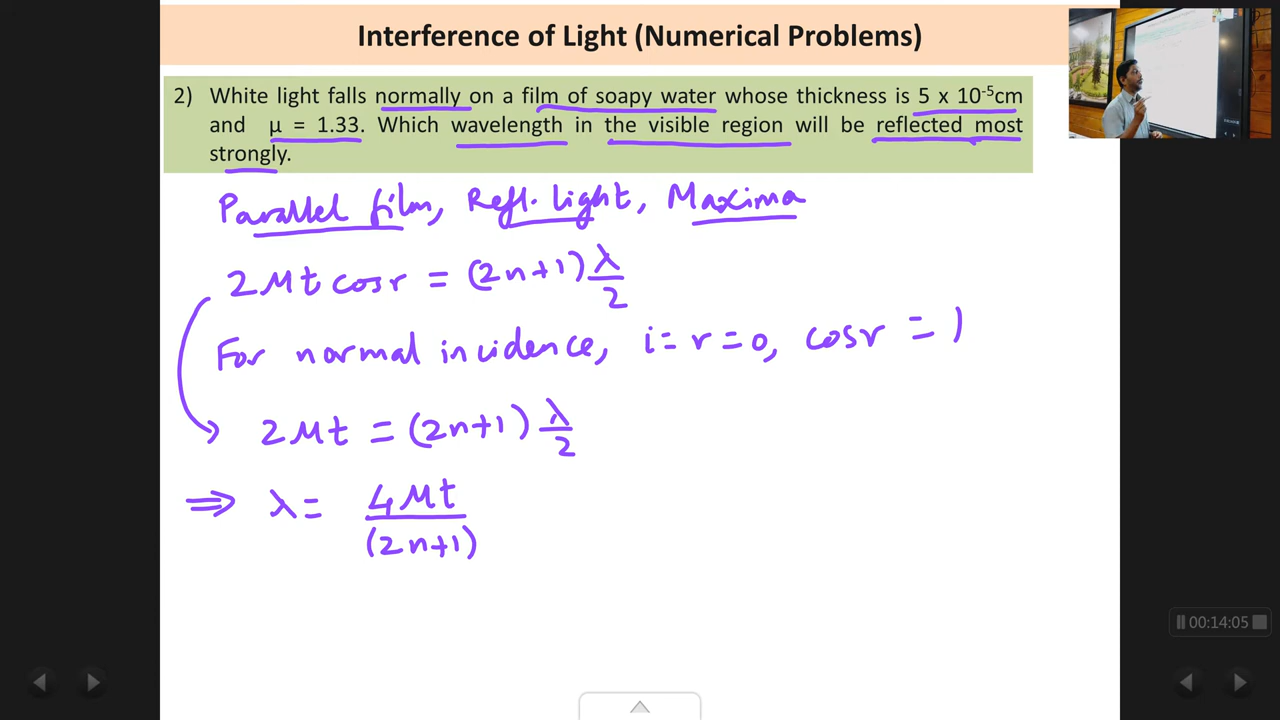 Interference of Light (Numerical Problems)
2) White light falls normally on a film of soapy water whose thickness is 5 x 10⁻⁵cm
and μ = 1.33. Which wavelength in the visible region will be reflected most
strongly.
Parallel film, Refl. light, Maxima
2μt cosr = (2n+1) λ/2
For normal incidence, i = r = 0, cosr = 1
2μt = (2n+1) λ/2
⇒ λ = 4μt/(2n+1)
00:14:05